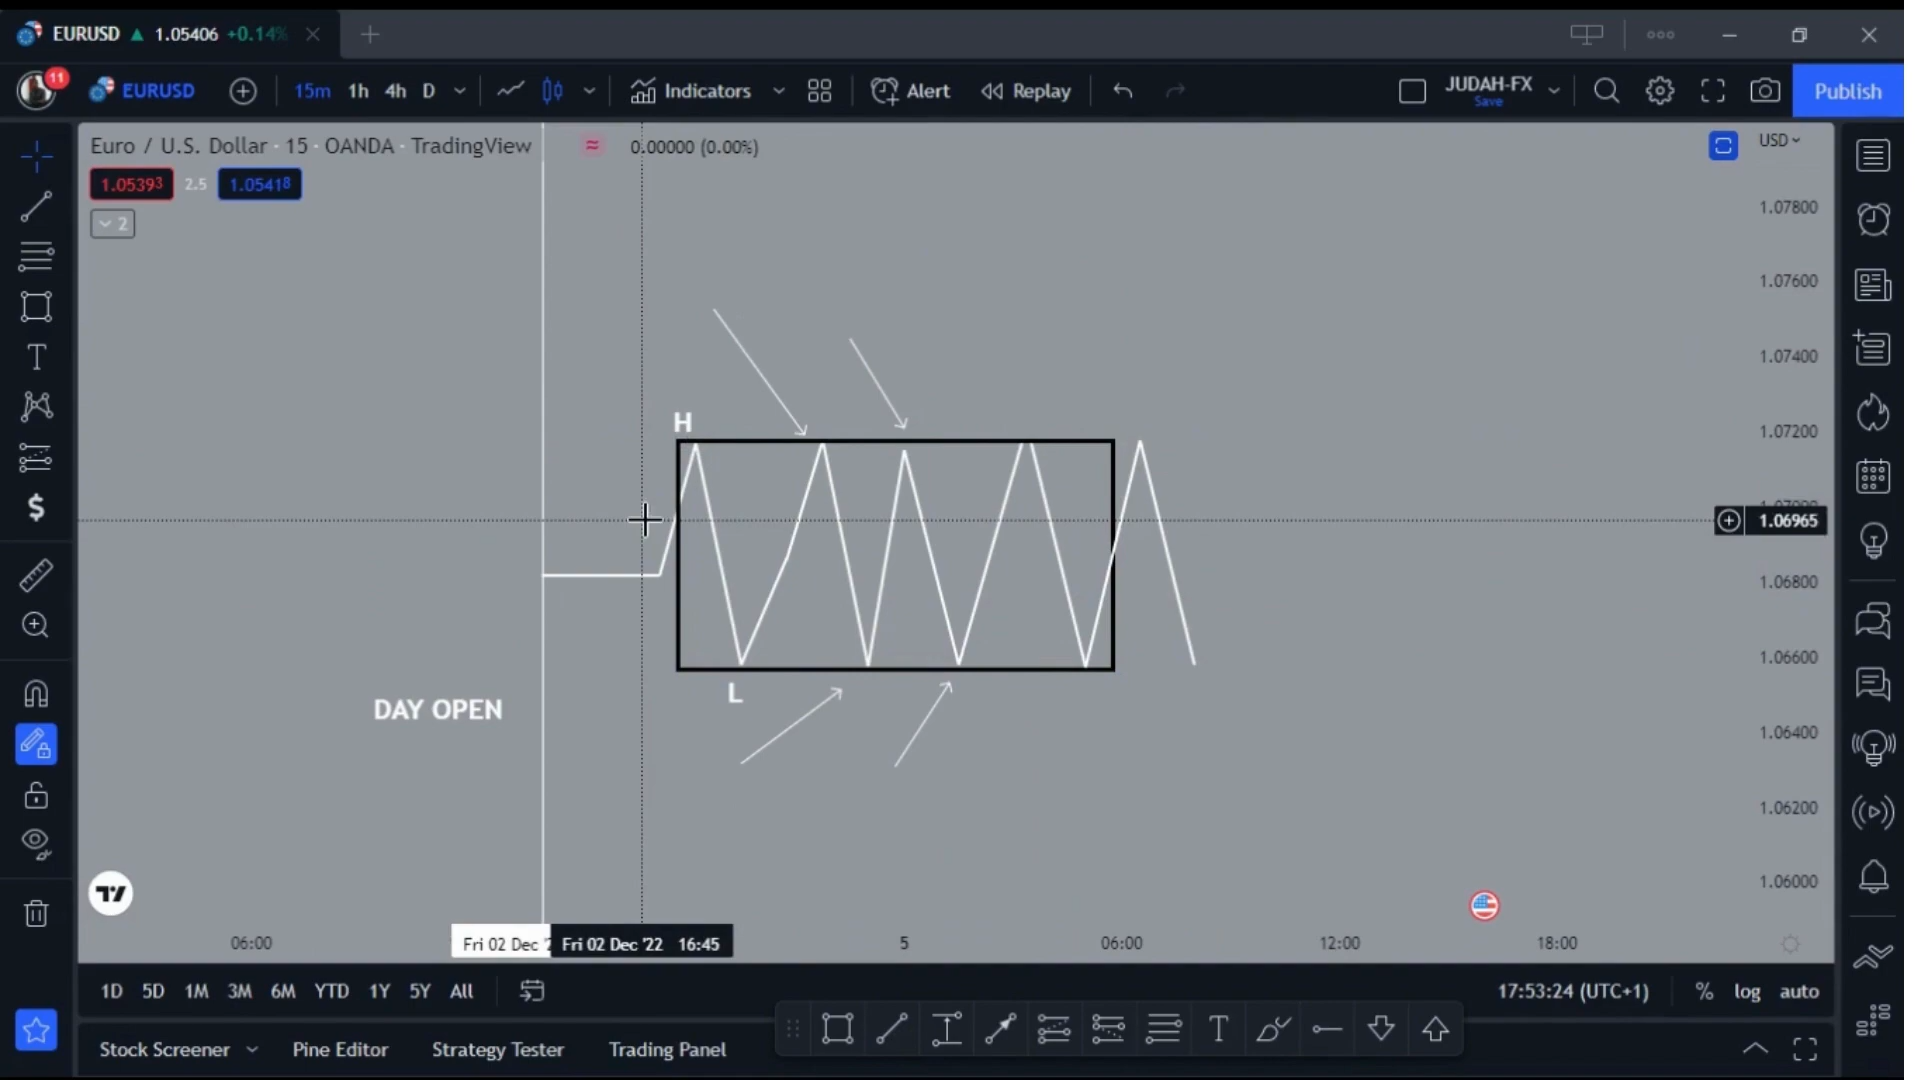 EURUSD ▲ 1.05406 +0.14%
11
EURUSD 15m 1h 4h D Indicators Alert Replay JUDAH-FX Save Publish
Euro / U.S. Dollar · 15 · OANDA · TradingView ≈ 0.00000 (0.00%)
USD
1.05393 2.5 1.05418
2
1.07800
1.07600
1.07400
H
1.07200
1.06965
1.06800
1.06600
L
DAY OPEN
1.06400
1.06200
1.06000
06:00 5 06:00 12:00 18:00
Fri 02 Dec Fri 02 Dec '22 16:45
1D 5D 1M 3M 6M YTD 1Y 5Y All 17:53:24 (UTC+1) % log auto
Stock Screener Pine Editor Strategy Tester Trading Panel